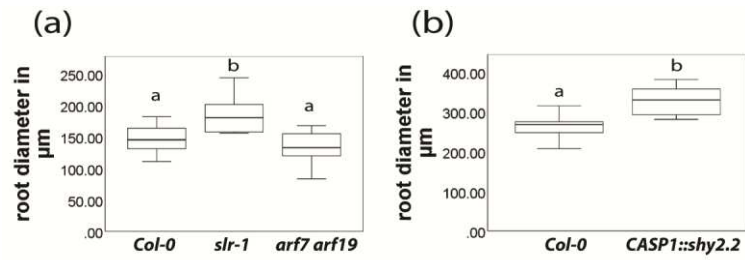 (a)
root diameter in
µm
250.00
200.00
150.00
100.00
50.00
.00
a
b
a
Col-0
slr-1
arf7 arf19
(b)
root diameter in
µm
400.00
300.00
200.00
100.00
.00
a
b
Col-0
CASP1::shy2.2